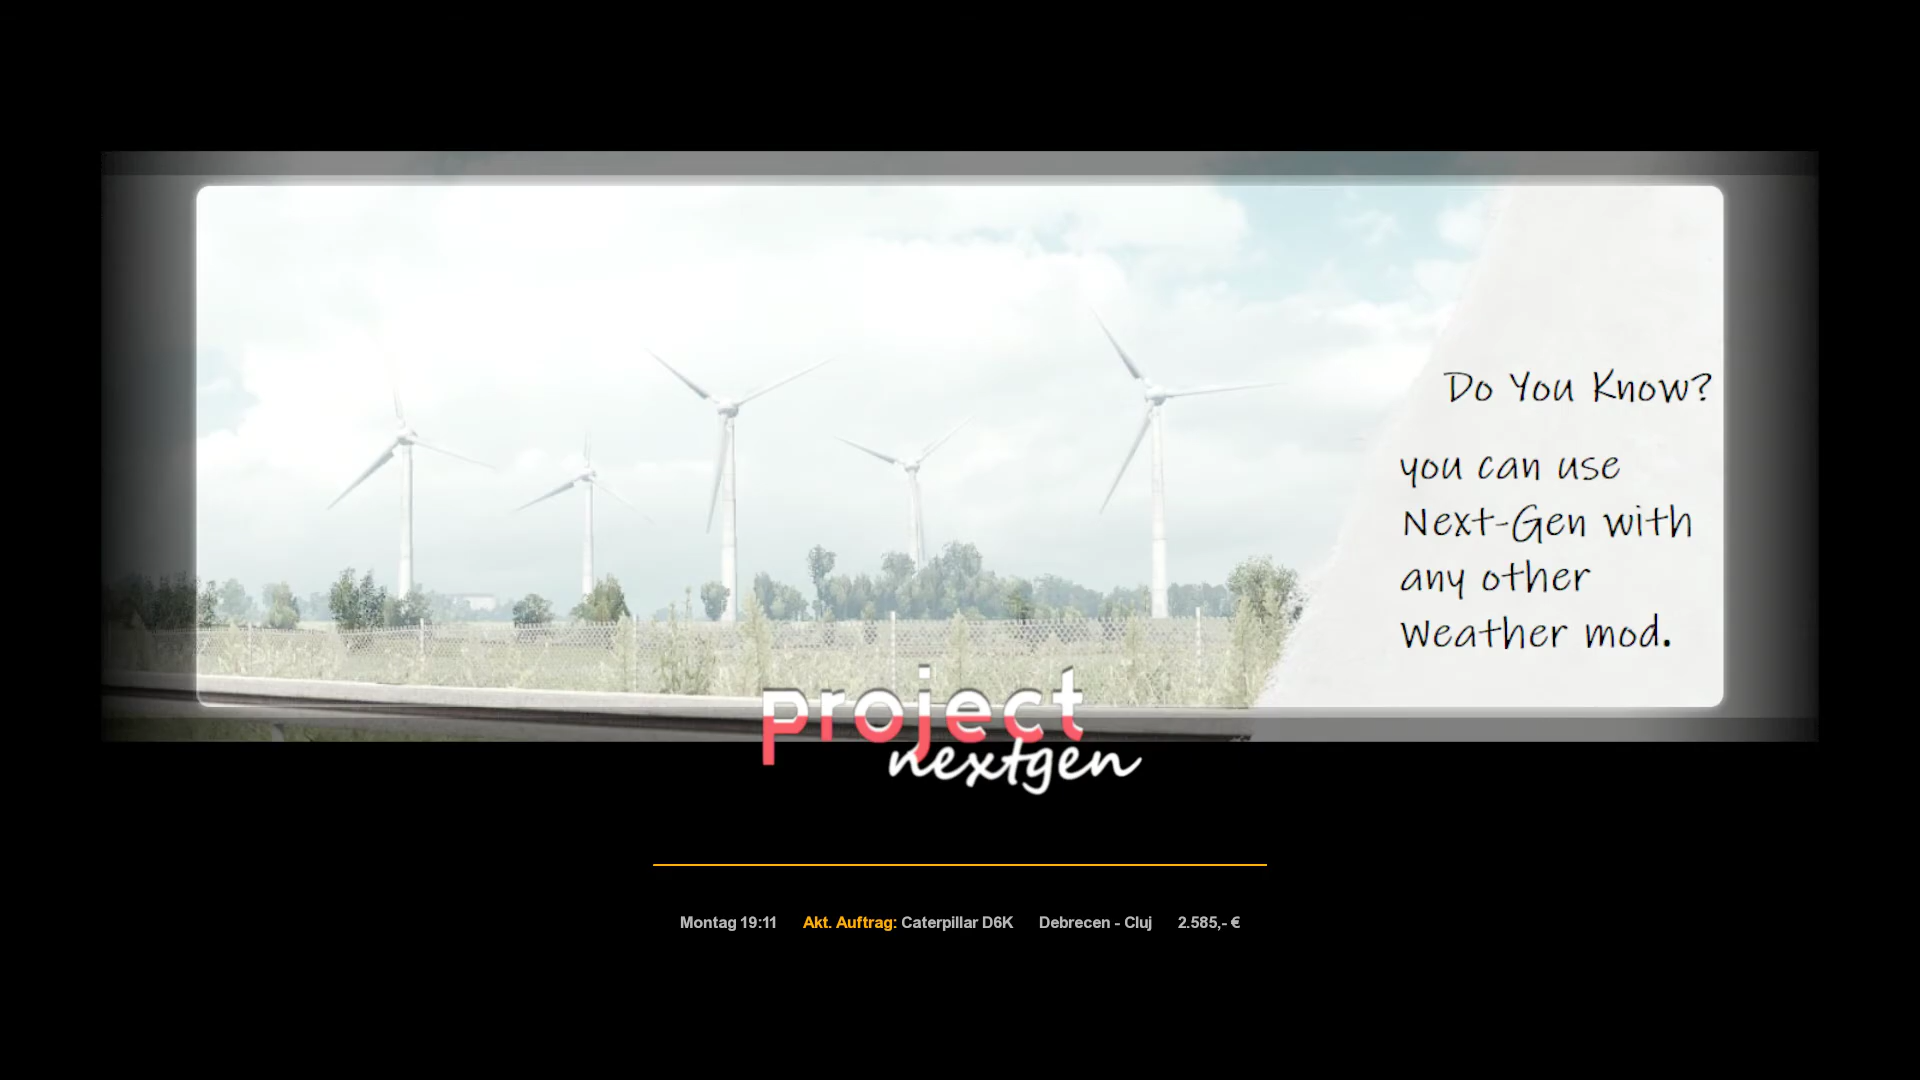 Do You Know?
you can use
Next-Gen with
any other
Weather mod.
project
nextgen
Montag 19:11 Akt. Auftrag: Caterpillar D6K Debrecen - Cluj 2.585,- €